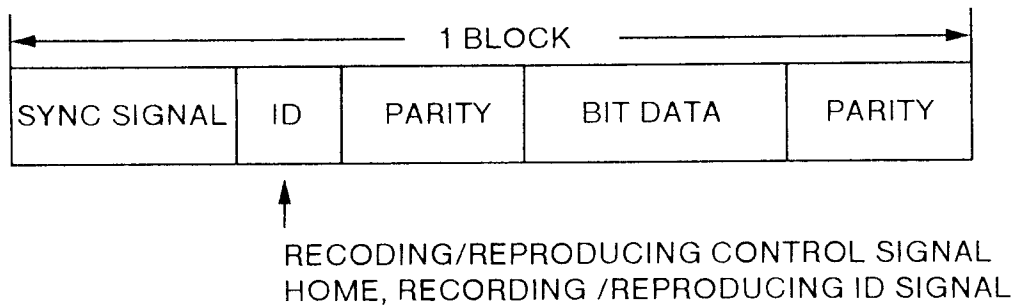 1 BLOCK
SYNC SIGNAL ID PARITY BIT DATA PARITY
RECODING/REPRODUCING CONTROL SIGNAL
HOME, RECORDING /REPRODUCING ID SIGNAL